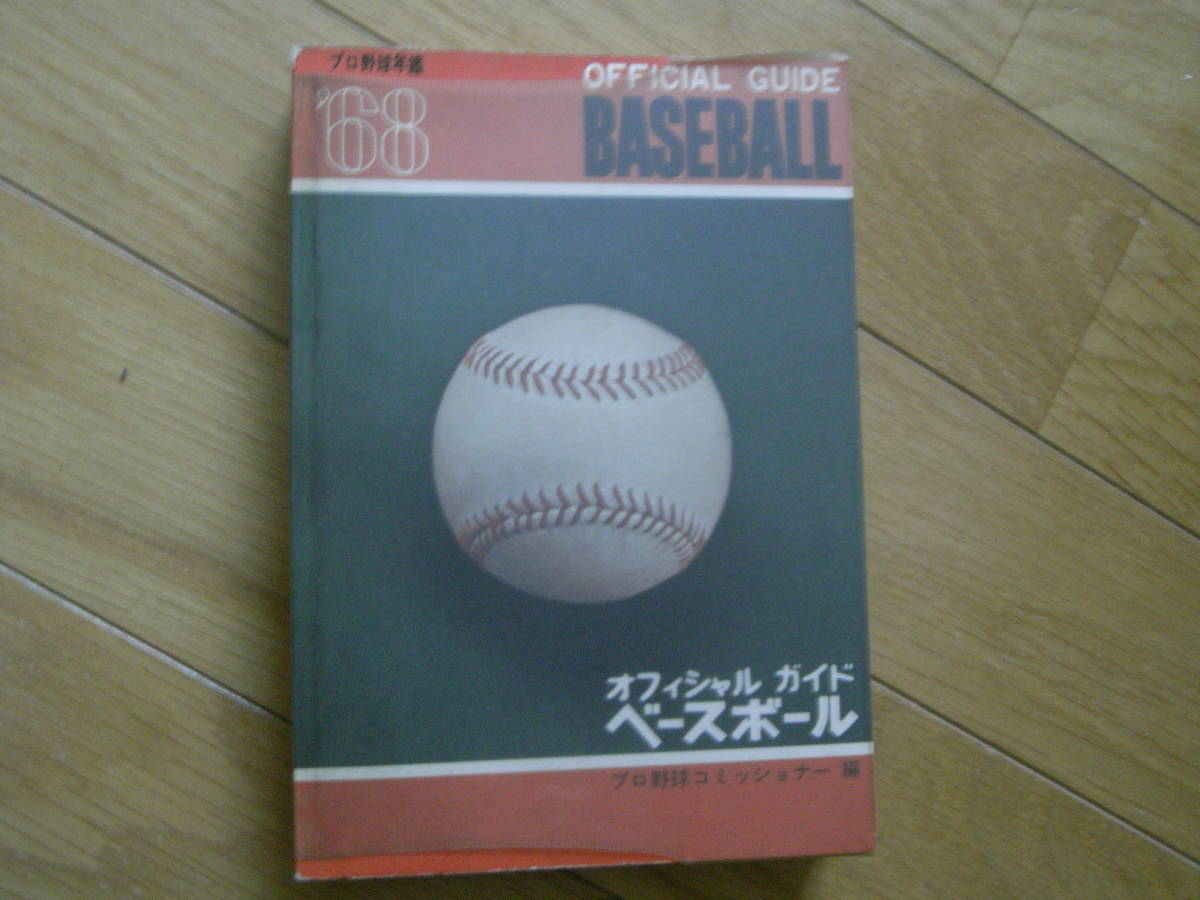 プロ野球年鑑
'68
OFFICIAL GUIDE
BASEBALL
オフィシャル ガイド
ベースボール
プロ野球コミッショナー 編